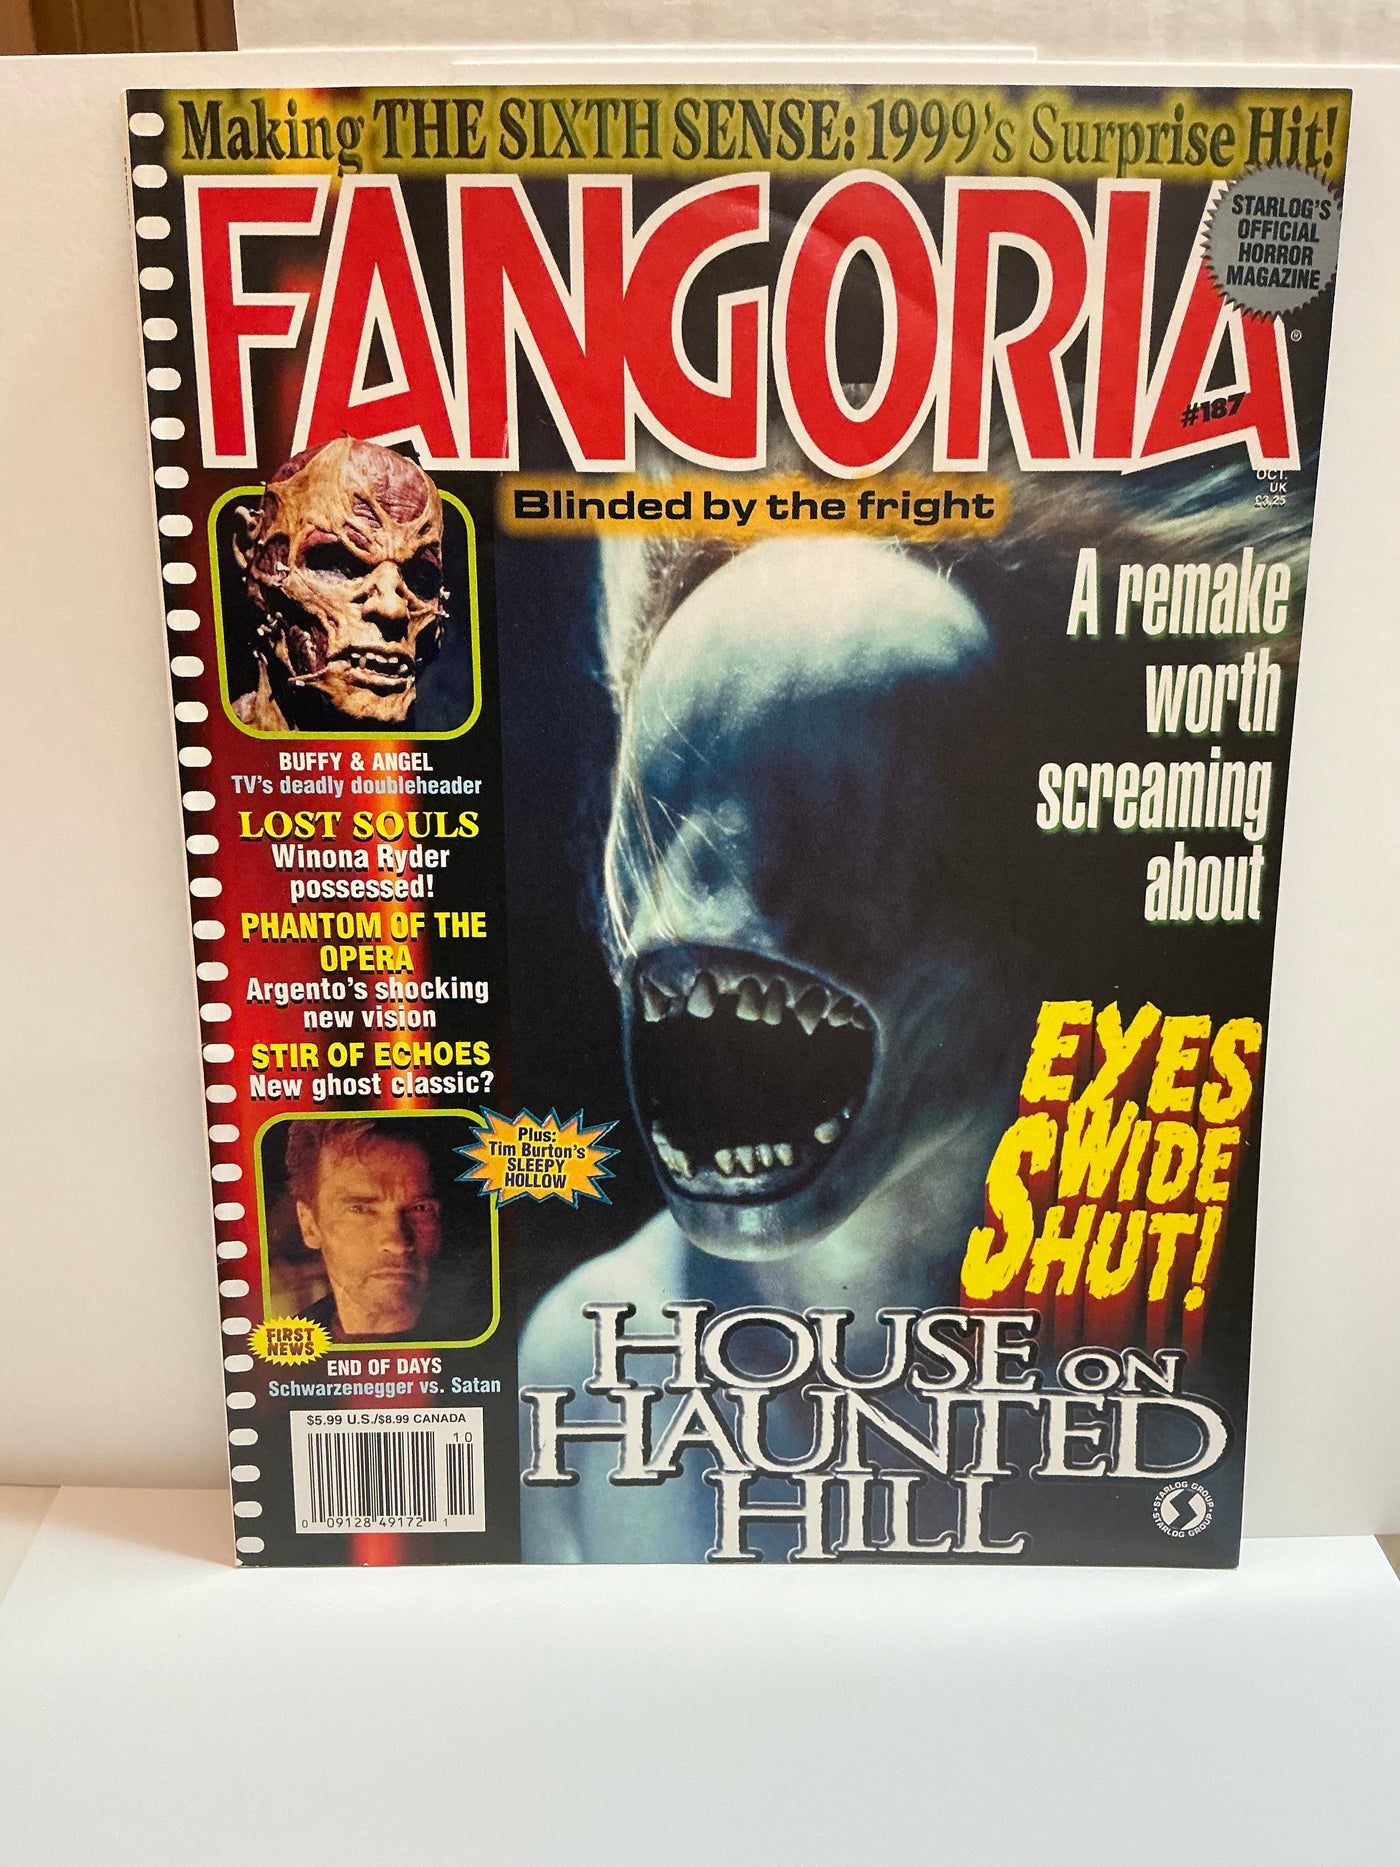 Making THE SIXTH SENSE: 1999's Surprise Hit!
FANGORIA
®
STARLOG'S
OFFICIAL
HORROR
MAGAZINE
#187
OCT.
UK
£3.25
Blinded by the fright
A remake
worth
screaming
about
BUFFY & ANGEL
TV's deadly doubleheader
LOST SOULS
Winona Ryder
possessed!
PHANTOM OF THE
OPERA
Argento's shocking
new vision
STIR OF ECHOES
New ghost classic?
Plus:
Tim Burton's
SLEEPY
HOLLOW
EYES
WIDE
SHUT!
FIRST
NEWS
END OF DAYS
Schwarzenegger vs. Satan
$5.99 U.S./$8.99 CANADA
10
0 09128 49172 1
HOUSE ON
HAUNTED
HILL
STARLOG GROUP
STARLOG GROUP